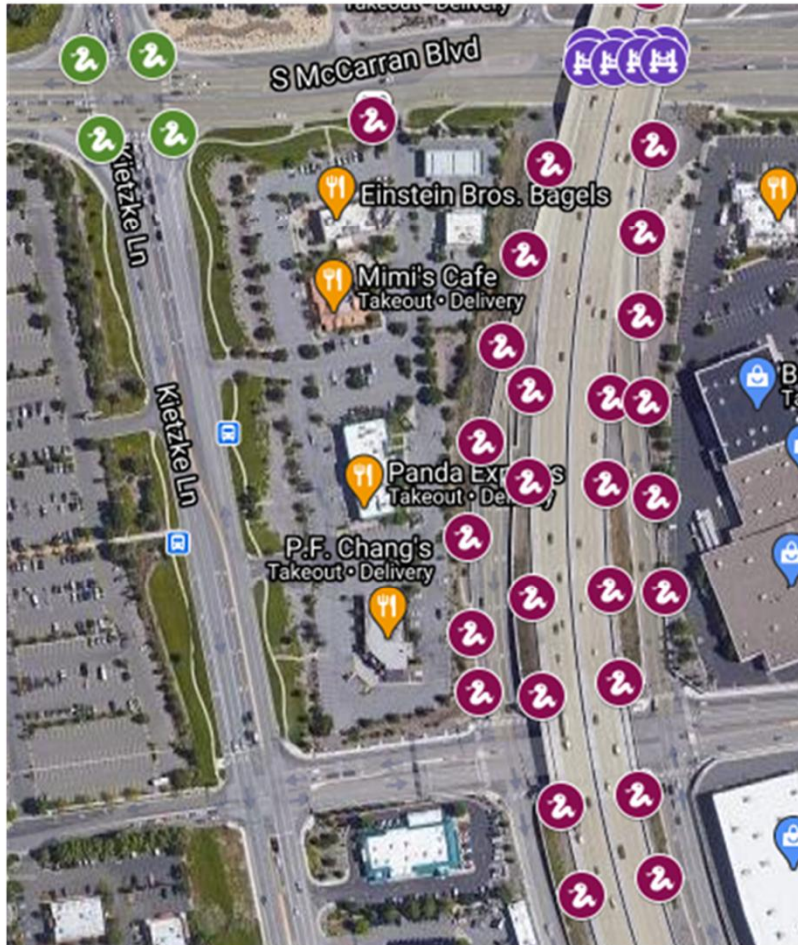 Takeout • Delivery
S McCarran Blvd
Kietzke Ln
Einstein Bros. Bagels
Mimi's Cafe
Takeout • Delivery
B
Ta
Kietzke Ln
Panda Express
Takeout • Delivery
P.F. Chang's
Takeout • Delivery